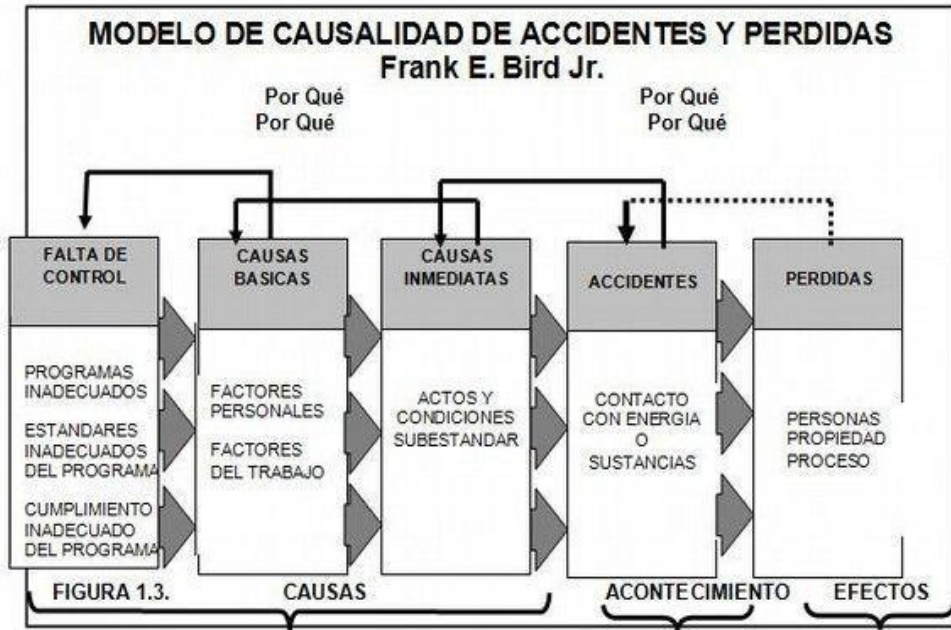 MODELO DE CAUSALIDAD DE ACCIDENTES Y PERDIDAS
Frank E. Bird Jr.
Por Qué
Por Qué
Por Qué
Por Qué
FALTA DE
CONTROL
PROGRAMAS
INADECUADOS
ESTANDARES
INADECUADOS
DEL PROGRAMA
CUMPLIMIENTO
INADECUADO
DEL PROGRAMA
CAUSAS
BASICAS
FACTORES
PERSONALES
FACTORES
DEL TRABAJO
CAUSAS
INMEDIATAS
ACTOS Y
CONDICIONES
SUBESTANDAR
ACCIDENTES
CONTACTO
CON ENERGIA
O
SUSTANCIAS
PERDIDAS
PERSONAS
PROPIEDAD
PROCESO
FIGURA 1.3.
CAUSAS
ACONTECIMIENTO
EFECTOS